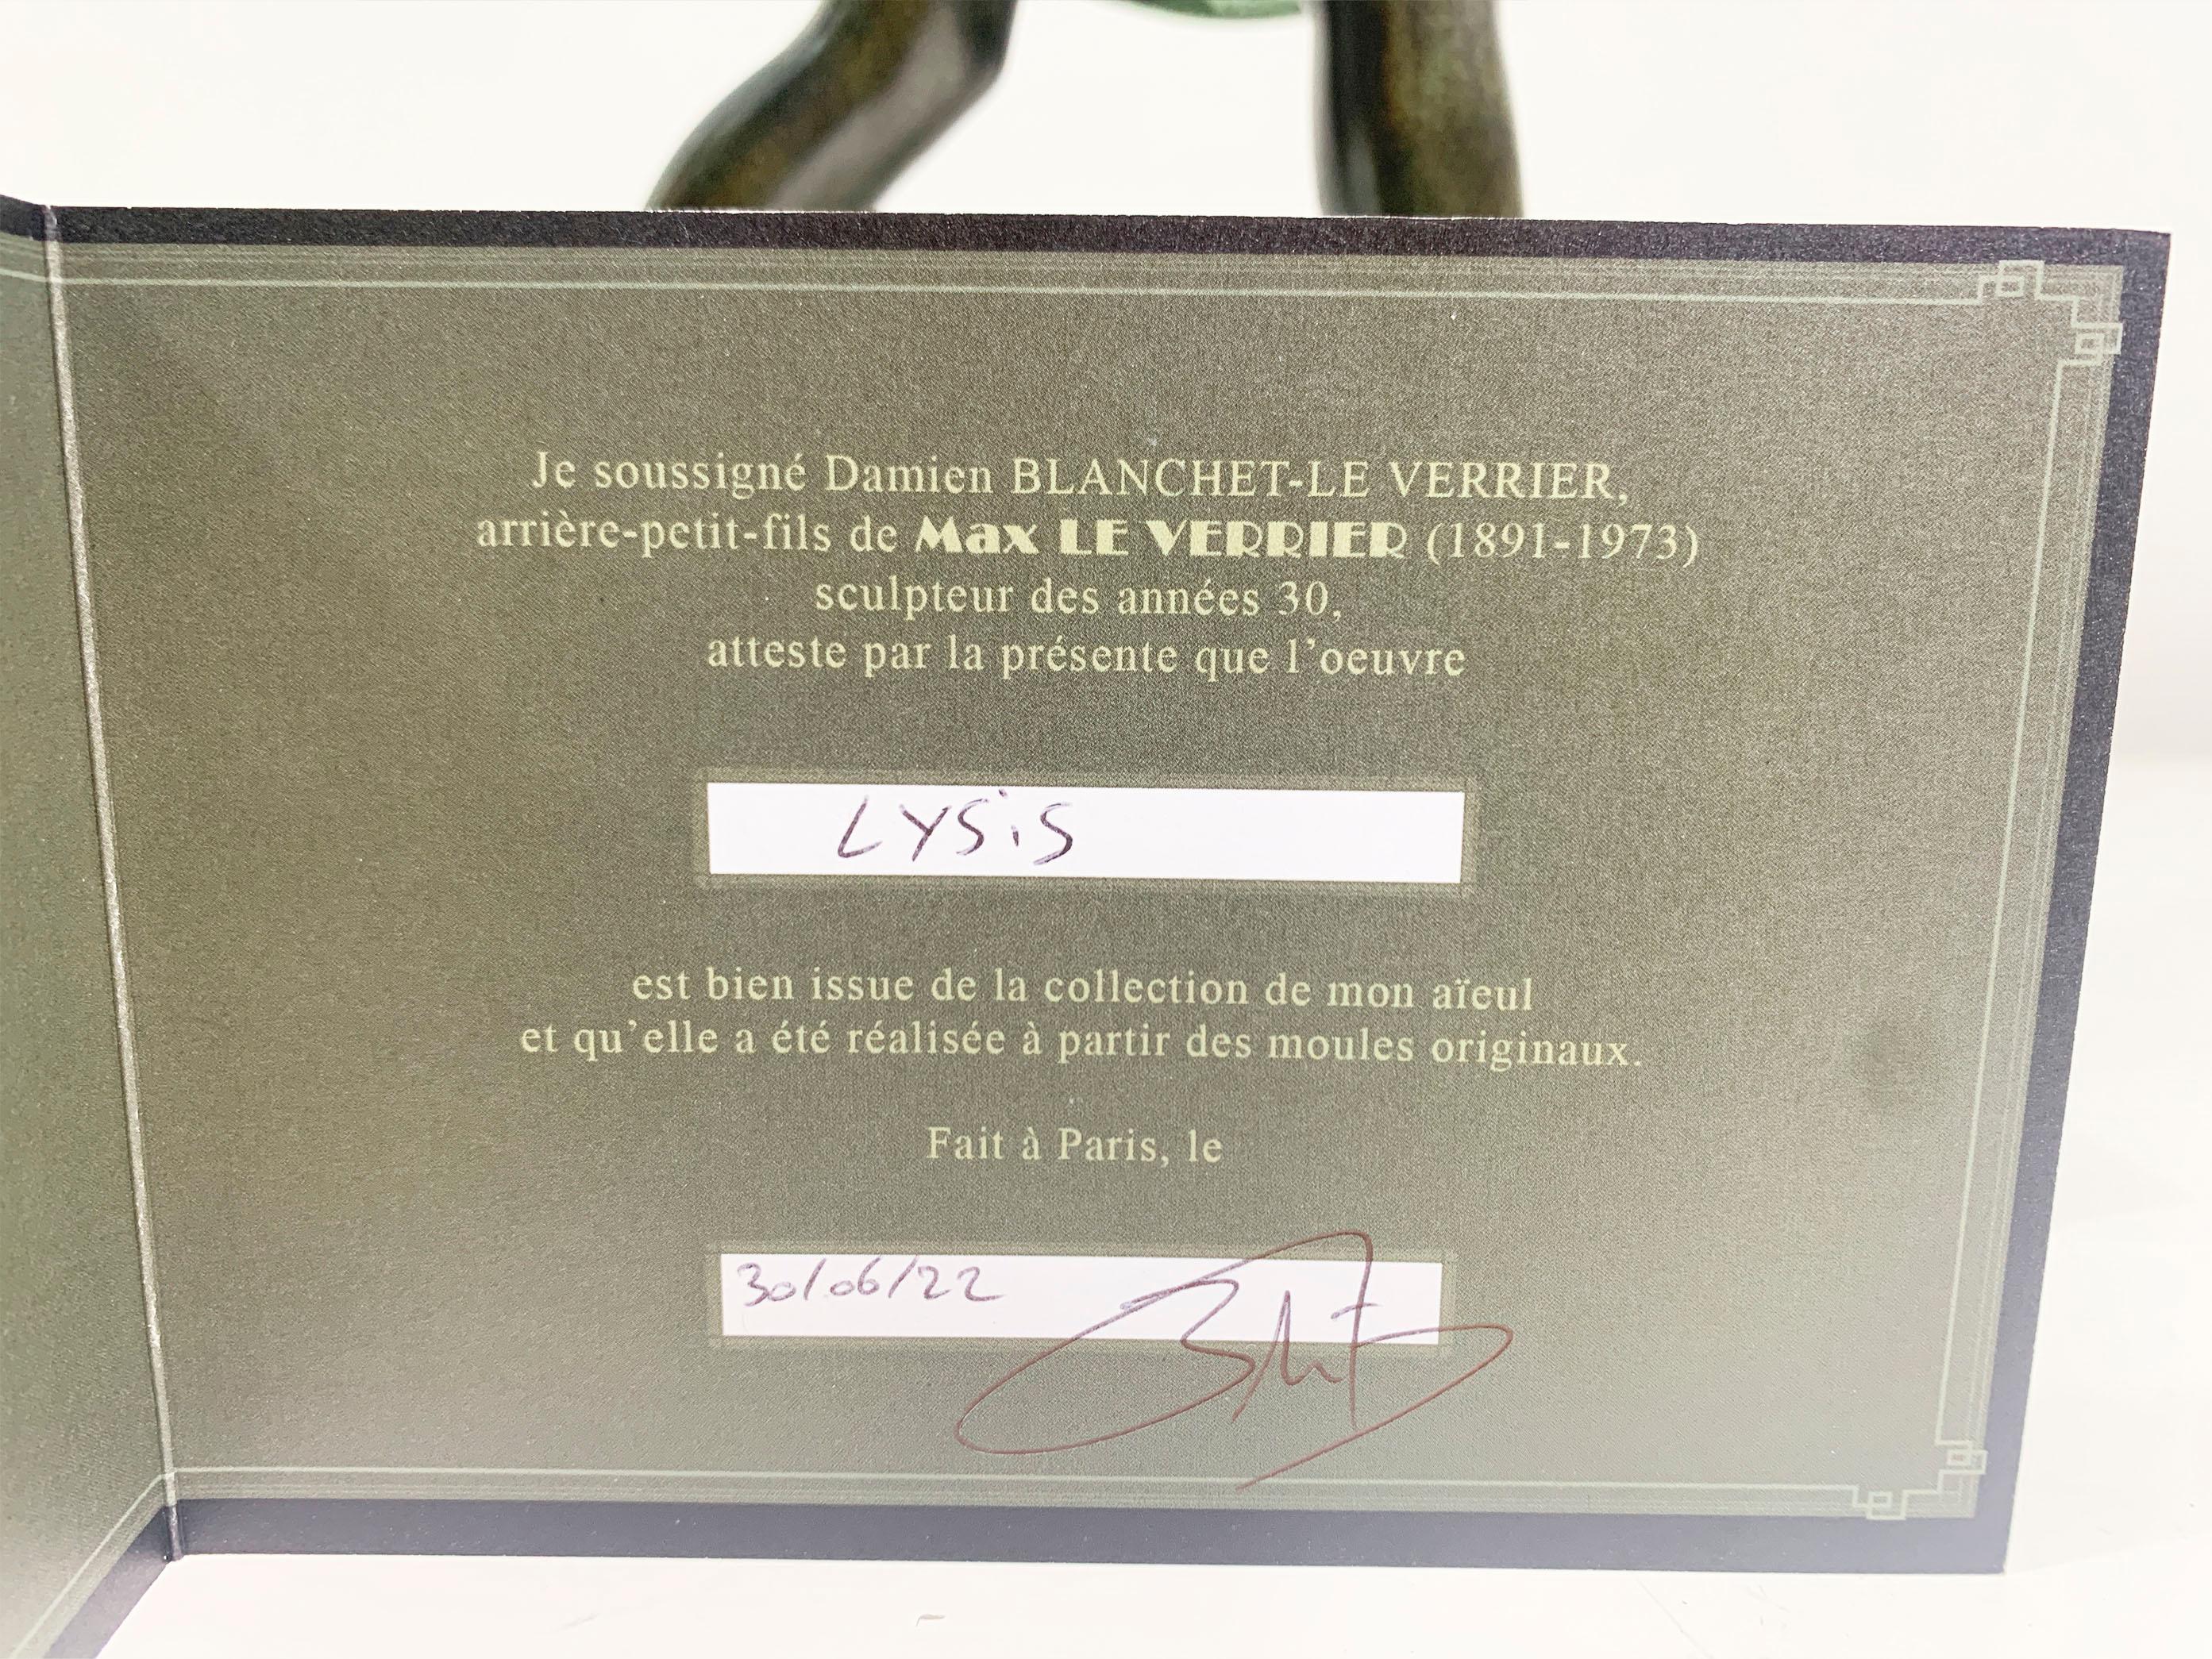 Je soussigné Damien BLANCHET-LE VERRIER,
arrière-petit-fils de Max LE VERRIER (1891-1973)
sculpteur des années 30,
atteste par la présente que l'oeuvre
LYSiS
est bien issue de la collection de mon aïeul
et qu'elle a été réalisée à partir des moules originaux.
Fait à Paris, le
30/06/22